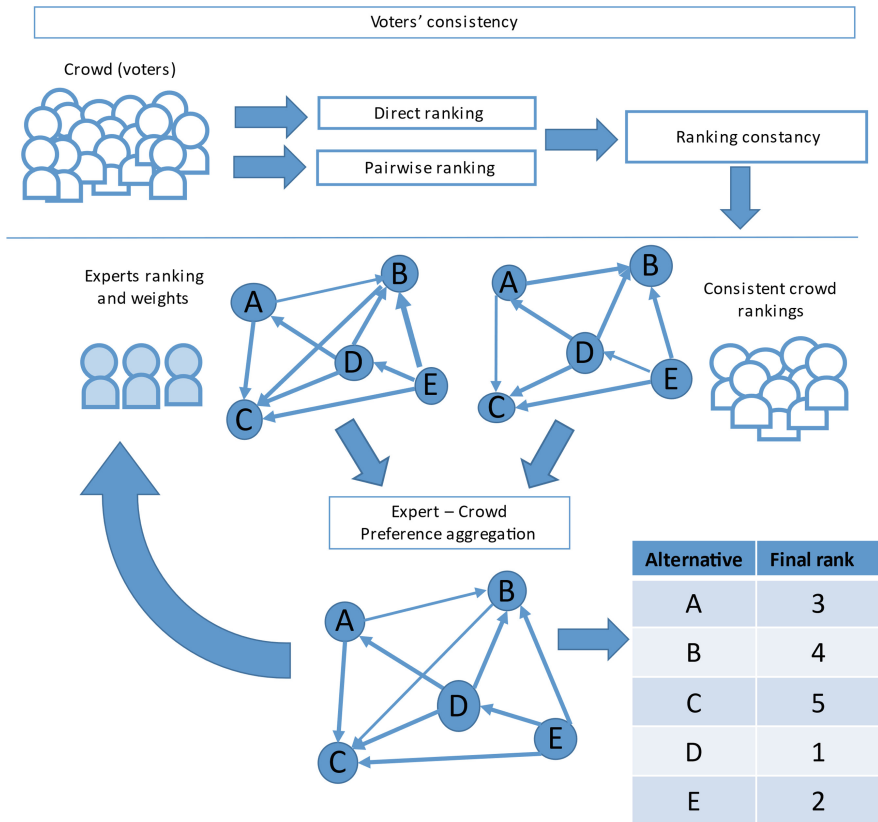 Voters' consistency
Crowd (voters)
Direct ranking
Pairwise ranking
Ranking constancy
Experts ranking
and weights
A
B
D
E
C
A
B
D
E
C
Consistent crowd
rankings
Expert – Crowd
Preference aggregation
A
B
D
E
C
Alternative Final rank
A 3
B 4
C 5
D 1
E 2